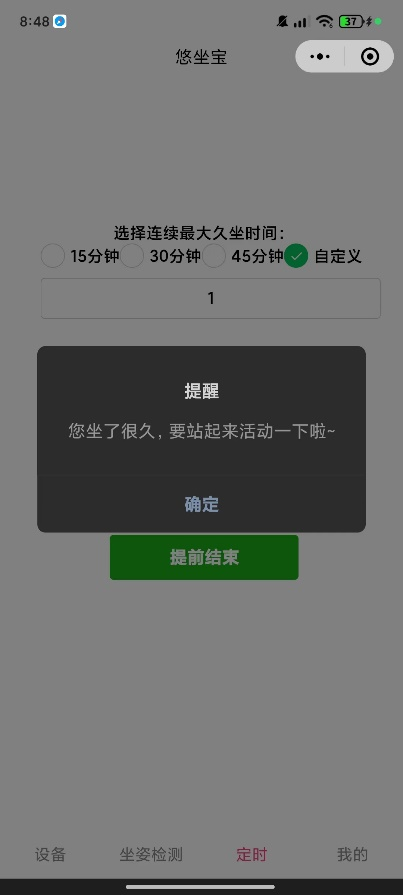 8:48
37
悠坐宝
选择连续最大久坐时间：
15分钟 30分钟 45分钟 自定义
1
提醒
您坐了很久，要站起来活动一下啦~
确定
提前结束
设备 坐姿检测 定时 我的